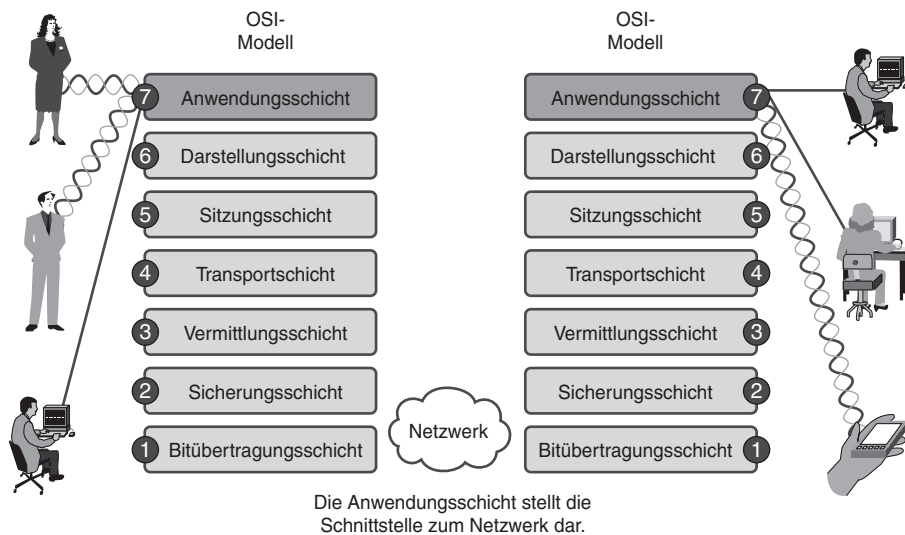 OSI-
Modell
OSI-
Modell
7 Anwendungsschicht
Anwendungsschicht 7
6 Darstellungsschicht
Darstellungsschicht 6
5 Sitzungsschicht
Sitzungsschicht 5
4 Transportschicht
Transportschicht 4
3 Vermittlungsschicht
Vermittlungsschicht 3
2 Sicherungsschicht
Sicherungsschicht 2
1 Bitübertragungsschicht
Netzwerk
Bitübertragungsschicht 1
Die Anwendungsschicht stellt die
Schnittstelle zum Netzwerk dar.